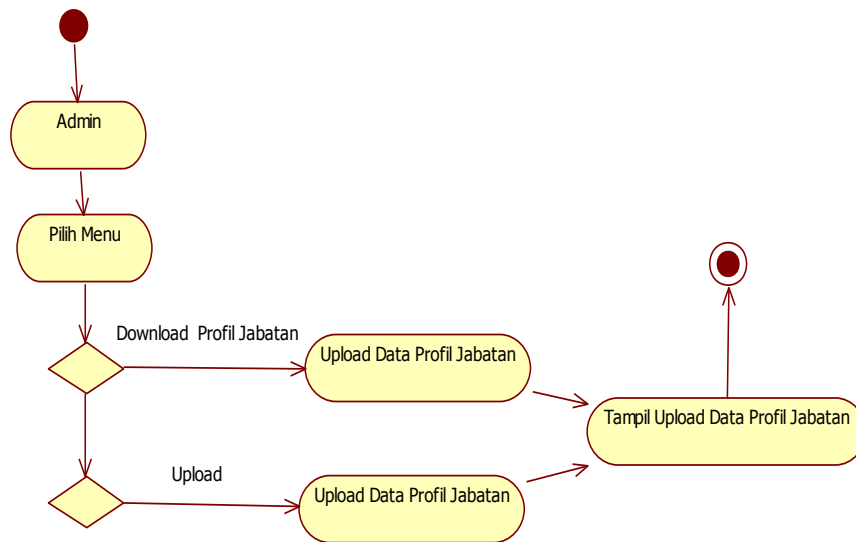 Admin
Pilih Menu
Download  Profil Jabatan
Upload Data Profil Jabatan
Tampil Upload Data Profil Jabatan
Upload
Upload Data Profil Jabatan